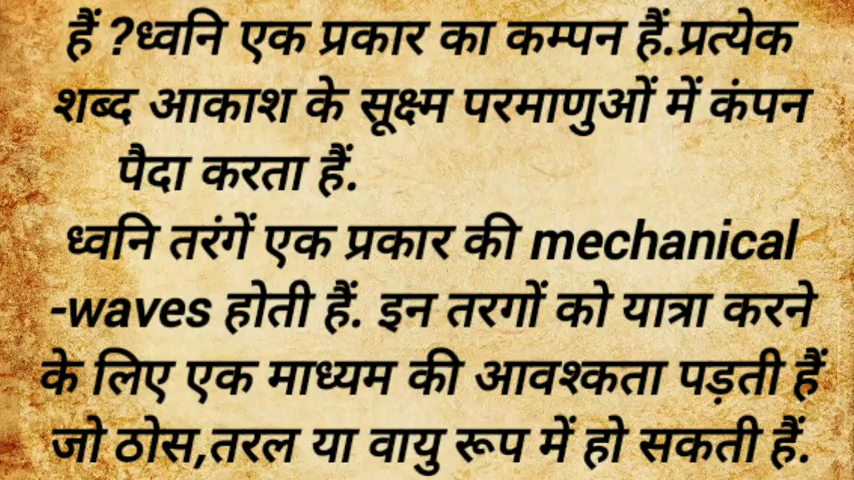 हैं ?ध्वनि एक प्रकार का कम्पन हैं.प्रत्येक
शब्द आकाश के सूक्ष्म परमाणुओं में कंपन
पैदा करता हैं.
ध्वनि तरंगें एक प्रकार की mechanical
-waves होती हैं. इन तरगों को यात्रा करने
के लिए एक माध्यम की आवश्कता पड़ती हैं
जो ठोस,तरल या वायु रूप में हो सकती हैं.